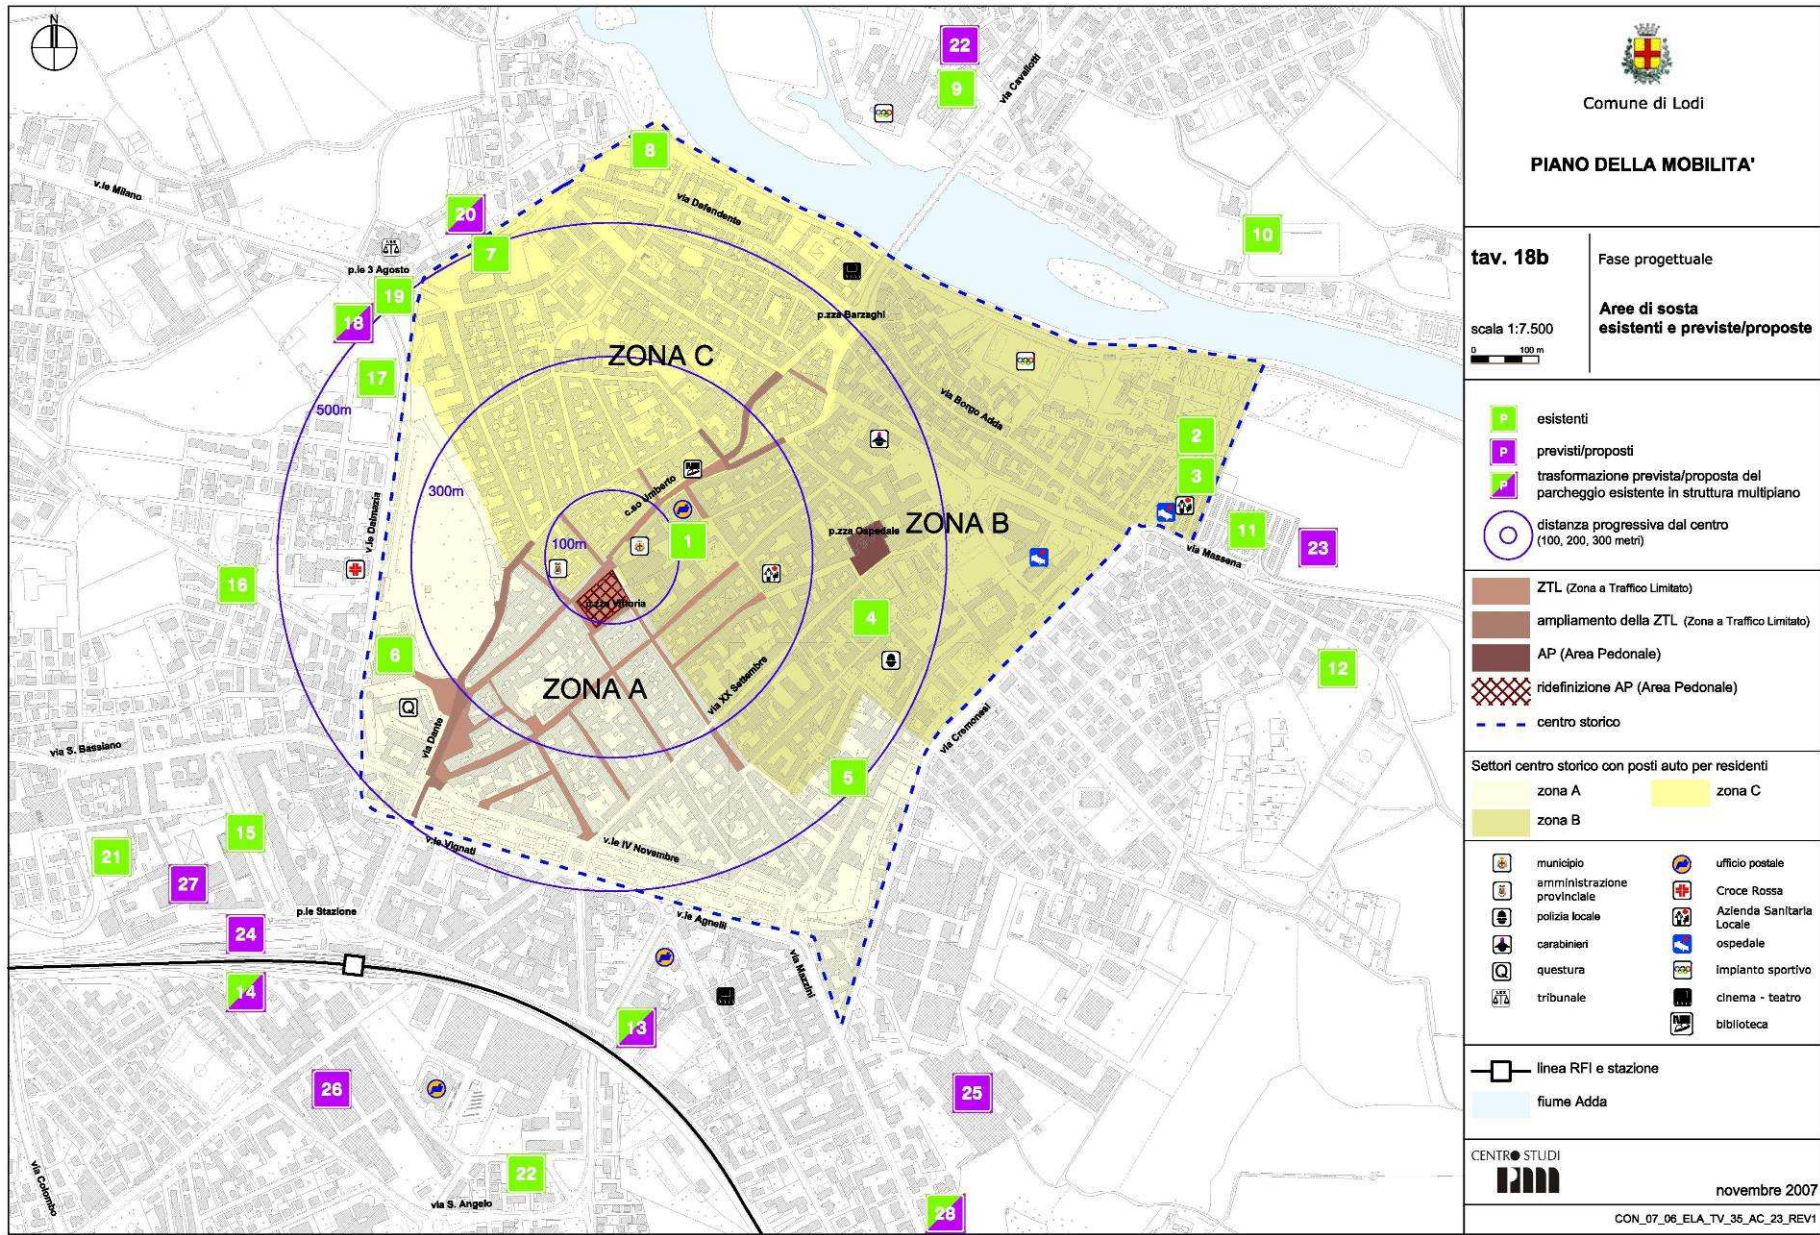 N
22
9
via Cavallotti
8
v.le Milano
via Defendente
20
10
7
p.le 3 Agosto
19
18
p.zza Barzaghi
ZONA C
17
500m
via Borgo Adda
2
300m
3
c.so Umberto
v.le Dalmazia
p.zza Ospedale
ZONA B
11
23
100m
1
via Massena
16
p.zza Vittoria
4
6
12
ZONA A
via XX Settembre
Q
via Dante
via Cremonesi
via S. Bassiano
5
15
21
v.le Vignati
v.le IV Novembre
27
p.le Stazione
v.le Agnelli
24
via Mazzini
14
13
26
25
via Colombo
22
via S. Angelo
28
Comune di Lodi
PIANO DELLA MOBILITA'
tav. 18b
Fase progettuale
scala 1:7.500
0 100 m
Aree di sosta
esistenti e previste/proposte
P esistenti
P previsti/proposti
P trasformazione prevista/proposta del
parcheggio esistente in struttura multipiano
distanza progressiva dal centro
(100, 200, 300 metri)
ZTL (Zona a Traffico Limitato)
ampliamento della ZTL (Zona a Traffico Limitato)
AP (Area Pedonale)
ridefinizione AP (Area Pedonale)
centro storico
Settori centro storico con posti auto per residenti
zona A zona C
zona B
municipio
amministrazione
provinciale
polizia locale
carabinieri
Q questura
tribunale
ufficio postale
Croce Rossa
Azienda Sanitaria
Locale
ospedale
impianto sportivo
cinema - teatro
biblioteca
linea RFI e stazione
fiume Adda
CENTRO STUDI
PIM
novembre 2007
CON_07_06_ELA_TV_35_AC_23_REV1